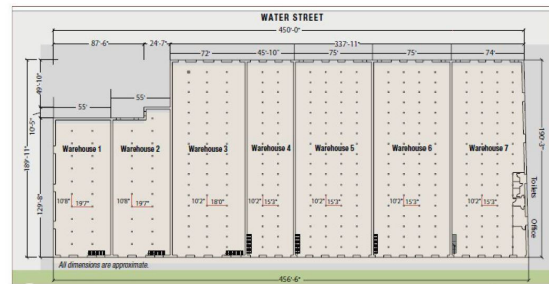 WATER STREET
450'-0"
87'-6" 24'-7" 337'-11"
72' 45'-10" 75' 75' 74'
49'-10"
55'
55'
10'-5"
189'-11"
190'-3"
Warehouse 1 Warehouse 2 Warehouse 3 Warehouse 4 Warehouse 5 Warehouse 6 Warehouse 7
129'-8"
10'8" 19'7" 10'8" 19'7" 10'2" 18'0" 10'2" 15'3" 10'2" 15'3" 10'2" 15'3" 10'2" 15'3"
Toilets
Office
All dimensions are approximate.
456'-6"